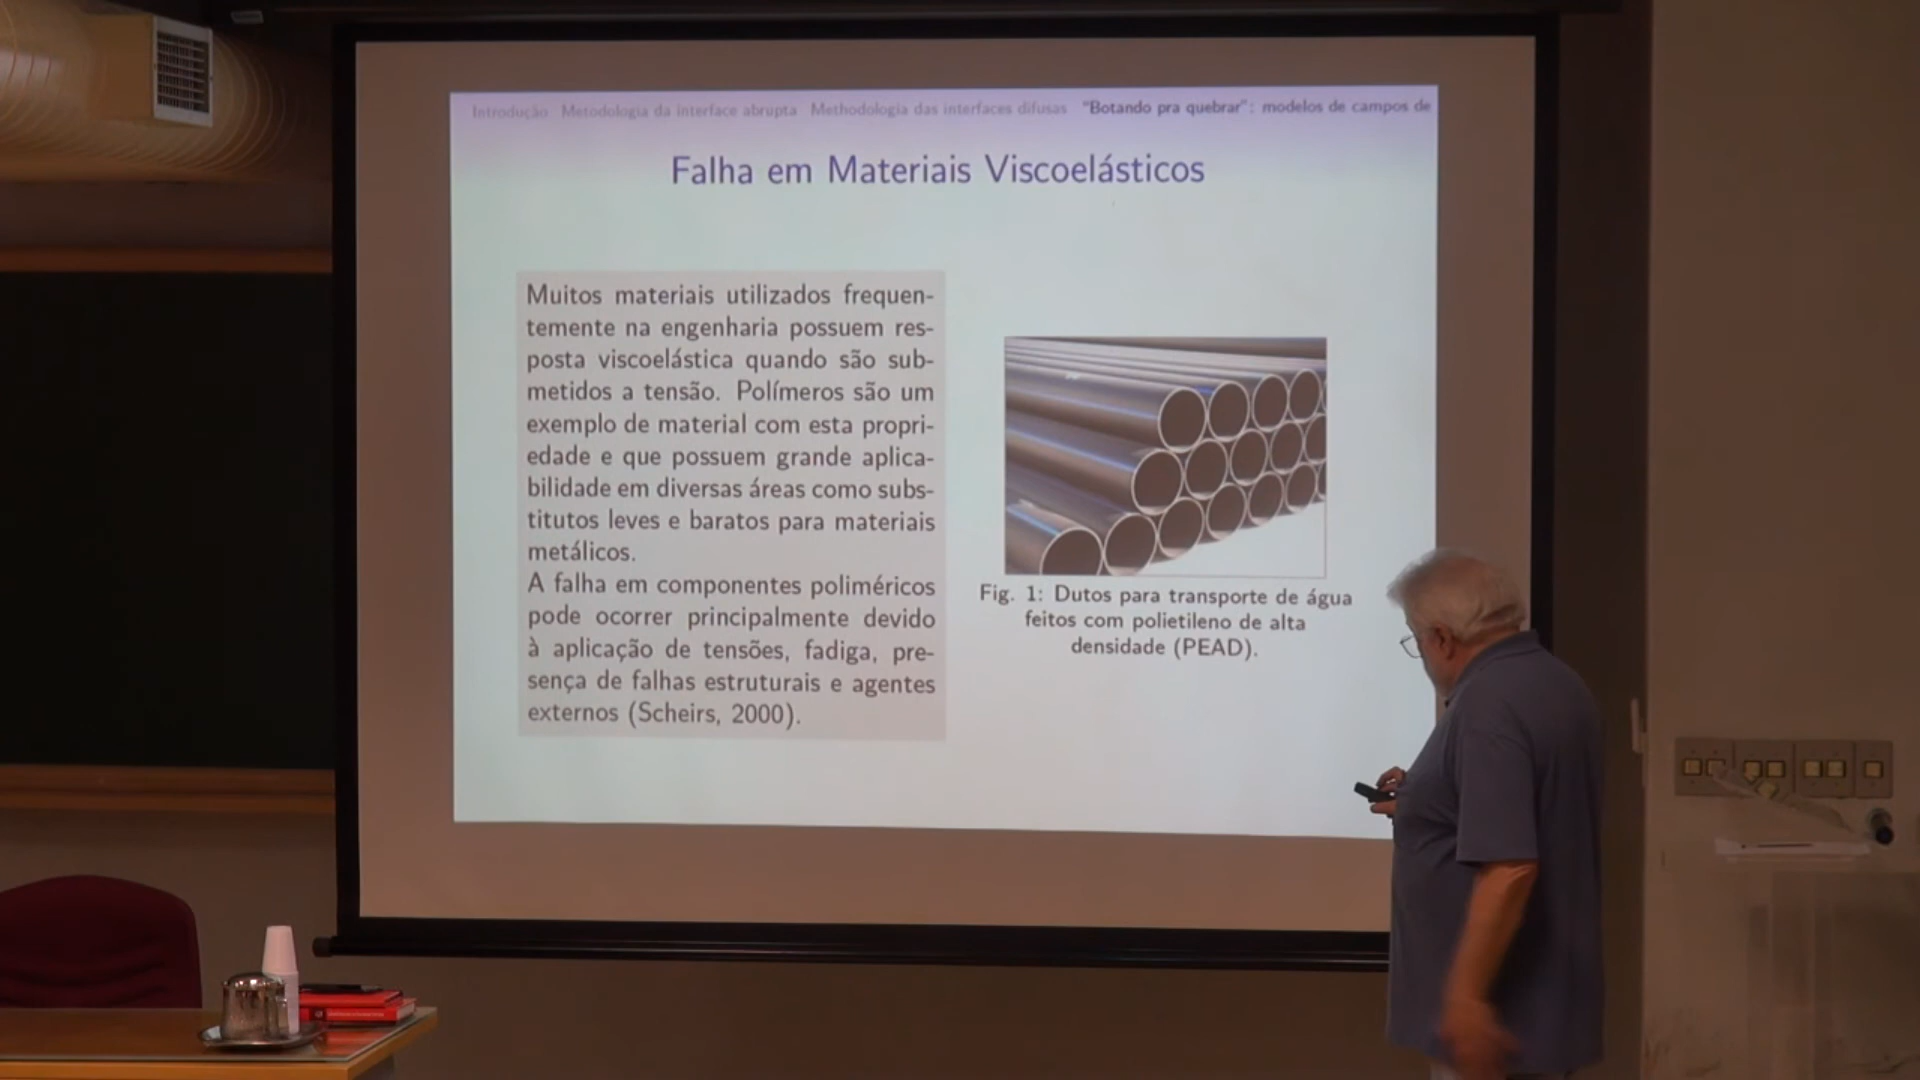 Introdução Metodologia da interface abrupta Methodologia das interfaces difusas "Botando pra quebrar": modelos de campos de
Falha em Materiais Viscoelásticos
Muitos materiais utilizados frequen-
temente na engenharia possuem res-
posta viscoelástica quando são sub-
metidos a tensão. Polímeros são um
exemplo de material com esta propri-
edade e que possuem grande aplica-
bilidade em diversas áreas como subs-
titutos leves e baratos para materiais
metálicos.
A falha em componentes poliméricos
pode ocorrer principalmente devido
à aplicação de tensões, fadiga, pre-
sença de falhas estruturais e agentes
externos (Scheirs, 2000).
Fig. 1: Dutos para transporte de água
feitos com polietileno de alta
densidade (PEAD).